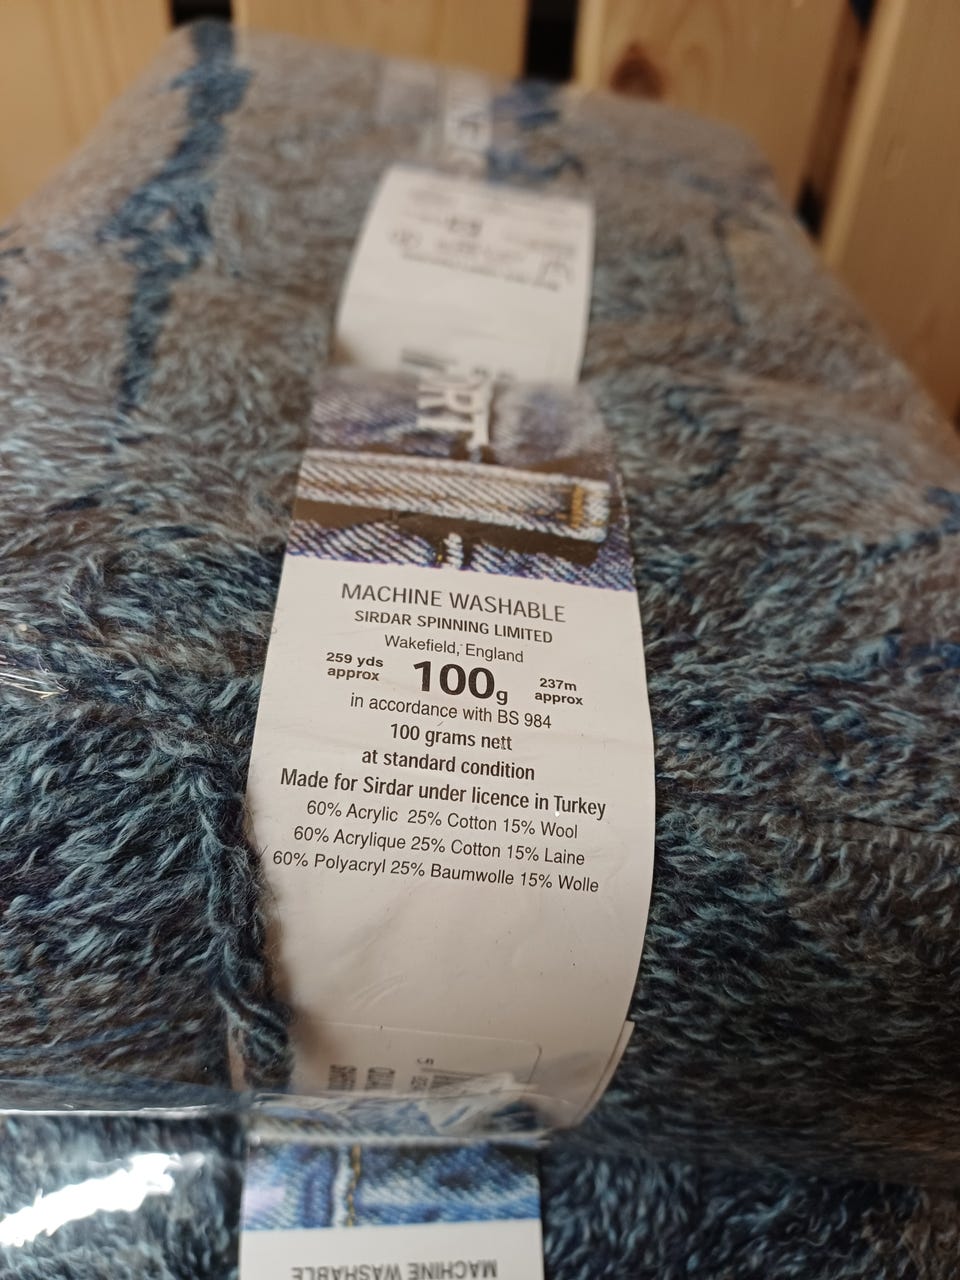 MACHINE WASHABLE
SIRDAR SPINNING LIMITED
Wakefield, England
259 yds
approx
100g
237m
approx
in accordance with BS 984
100 grams nett
at standard condition
Made for Sirdar under licence in Turkey
60% Acrylic 25% Cotton 15% Wool
60% Acrylique 25% Cotton 15% Laine
60% Polyacryl 25% Baumwolle 15% Wolle
MACHINE WASHABLE